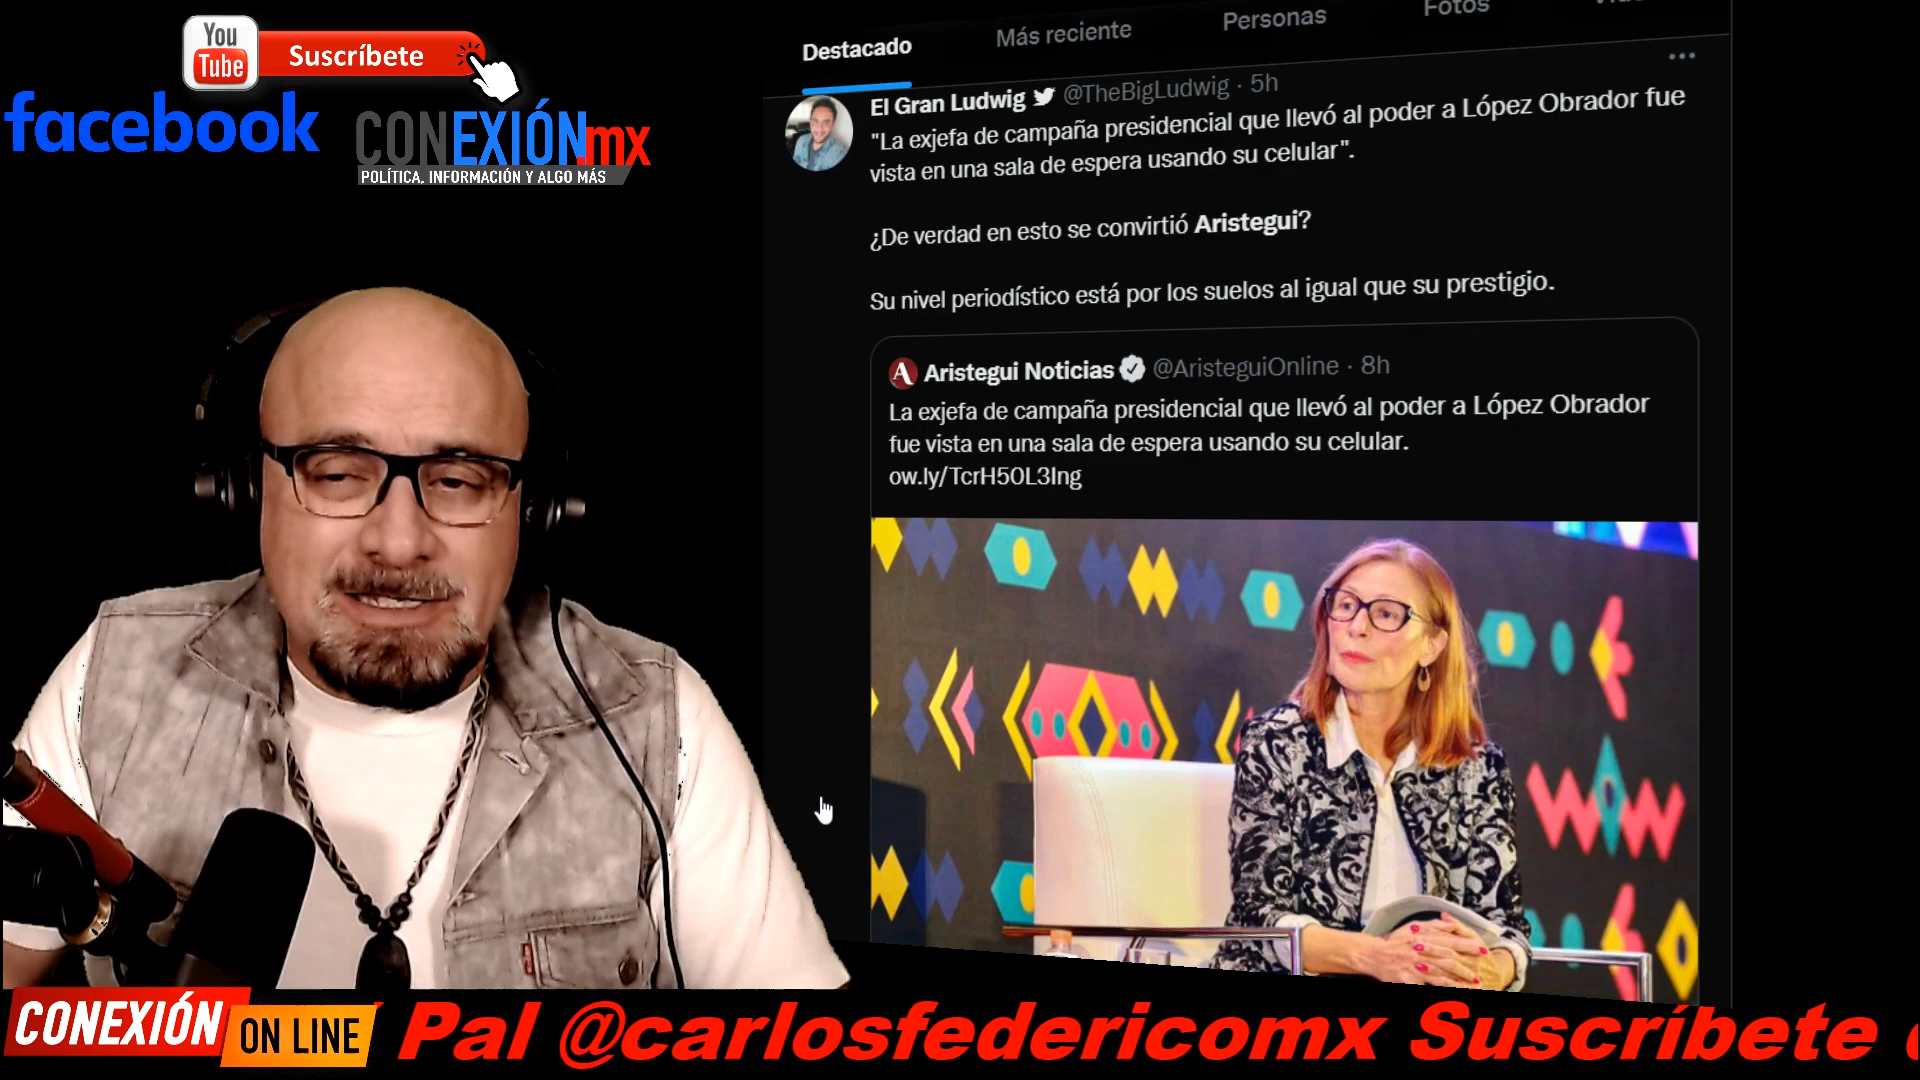 You
Tube
Suscríbete
facebook
CONEXIÓN.mx
POLÍTICA, INFORMACIÓN Y ALGO MÁS
Destacado
Más reciente
Personas
Fotos
El Gran Ludwig @TheBigLudwig · 5h
"La exjefa de campaña presidencial que llevó al poder a López Obrador fue
vista en una sala de espera usando su celular".
¿De verdad en esto se convirtió Aristegui?
Su nivel periodístico está por los suelos al igual que su prestigio.
A Aristegui Noticias @AristeguiOnline · 8h
La exjefa de campaña presidencial que llevó al poder a López Obrador
fue vista en una sala de espera usando su celular.
ow.ly/TcrH50L3Ing
CONEXIÓN
ON LINE
Pal @carlosfedericomx Suscríbete